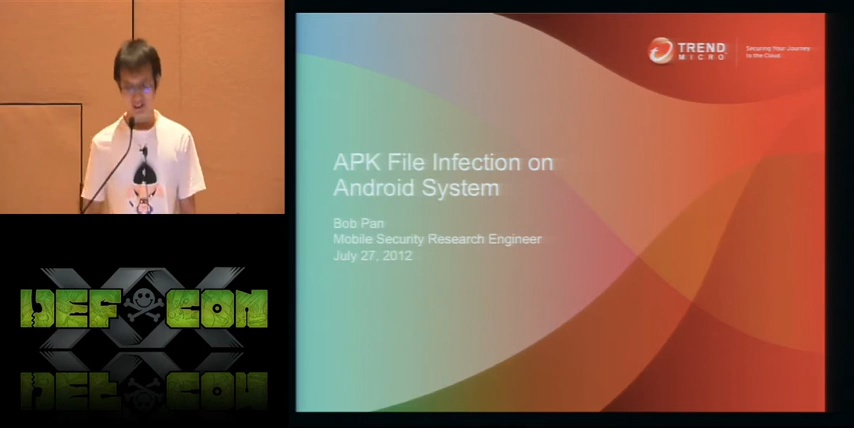 TREND
MICRO
Securing Your Journey
to the Cloud
APK File Infection on
Android System
Bob Pan
Mobile Security Research Engineer
July 27, 2012
DEF CON
XX